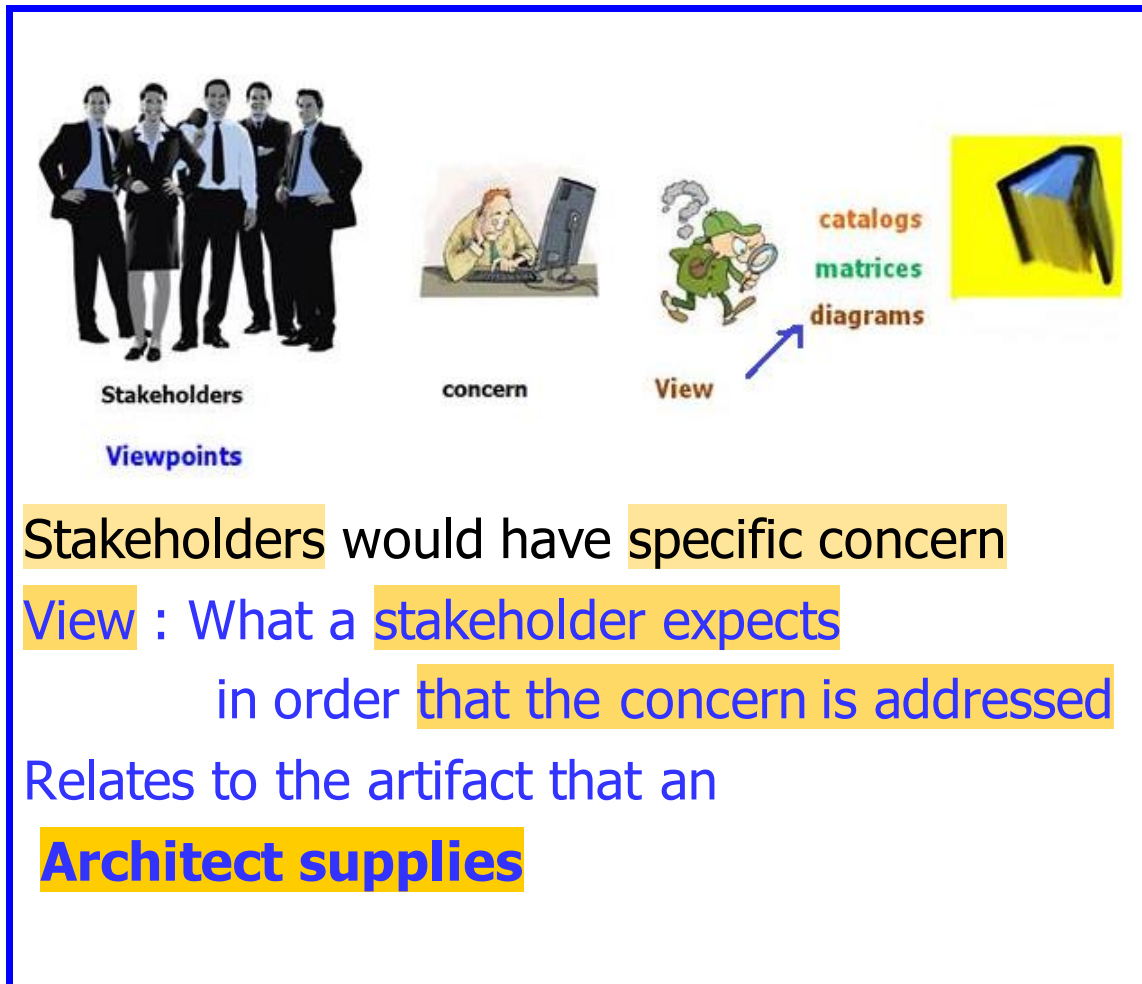 catalogs
matrices
diagrams
Stakeholders
concern
View
Viewpoints
Stakeholders would have specific concern
View : What a stakeholder expects
in order that the concern is addressed
Relates to the artifact that an
Architect supplies